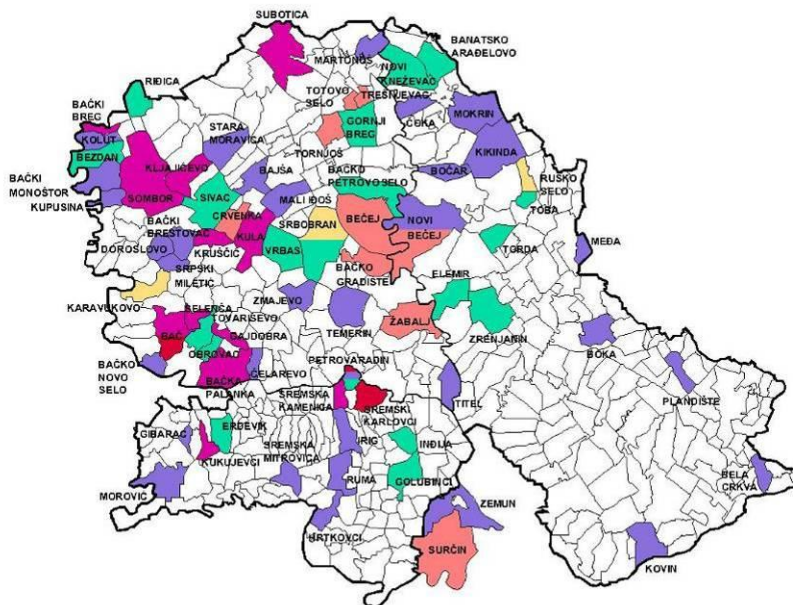 SUBOTICA
BANATSKO
ARAĐELOVO
MARTONOŠ
NOVI
KNEŽEVAC
RIĐICA
TOTOVO
SELO
TREŠNJEVAC
BAČKI
BREG
GORNJI
BREG
ČOKA
MOKRIN
KOLUT
STARA
MORAVICA
BEZDAN
TORNJOŠ
KIKINDA
BAČKI
MONOŠTOR
KLJAJIĆEVO
BAJŠA
BAČKO
PETROVO SELO
BOČAR
RUSKO
SELO
KUPUSINA
SOMBOR
SIVAC
MALI IĐOŠ
TOBA
BAČKI
BRESTOVAC
CRVENKA
SRBOBRAN
BEČEJ
NOVI
BEČEJ
DOROSLOVO
KULA
KRUŠČIĆ
VRBAS
TORDA
MEĐA
SRPSKI
MILETIĆ
BAČKO
GRADIŠTE
ELEMIR
KARAVUKOVO
SELENČA
TOVARIŠEVO
ZMAJEVO
ŽABALJ
BAČ
GAJDOBRA
TEMERIN
ZRENJANIN
OBROVAC
BOKA
BAČKO
NOVO
SELO
BAČKA
PALANKA
ČELAREVO
PETROVARADIN
PLANDIŠTE
SREMSKA
KAMENICA
SREMSKI
KARLOVCI
TITEL
GIBARAC
ERDEVIK
SREMSKA
MITROVICA
IRIG
INĐIJA
KUKUJEVCI
BELA
CRKVA
MOROVIĆ
RUMA
GOLUBINCI
HRTKOVCI
ZEMUN
SURČIN
KOVIN